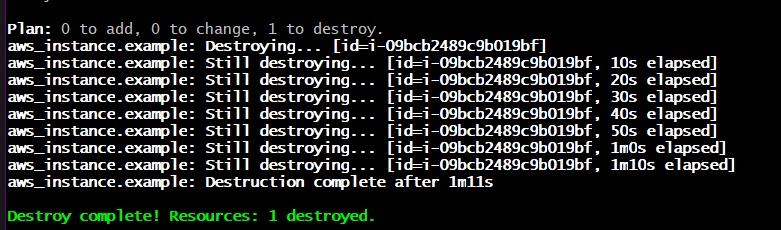 Plan: 0 to add, 0 to change, 1 to destroy.
aws_instance.example: Destroying... [id=i-09bcb2489c9b019bf]
aws_instance.example: Still destroying... [id=i-09bcb2489c9b019bf, 10s elapsed]
aws_instance.example: Still destroying... [id=i-09bcb2489c9b019bf, 20s elapsed]
aws_instance.example: Still destroying... [id=i-09bcb2489c9b019bf, 30s elapsed]
aws_instance.example: Still destroying... [id=i-09bcb2489c9b019bf, 40s elapsed]
aws_instance.example: Still destroying... [id=i-09bcb2489c9b019bf, 50s elapsed]
aws_instance.example: Still destroying... [id=i-09bcb2489c9b019bf, 1m0s elapsed]
aws_instance.example: Still destroying... [id=i-09bcb2489c9b019bf, 1m10s elapsed]
aws_instance.example: Destruction complete after 1m11s
Destroy complete! Resources: 1 destroyed.